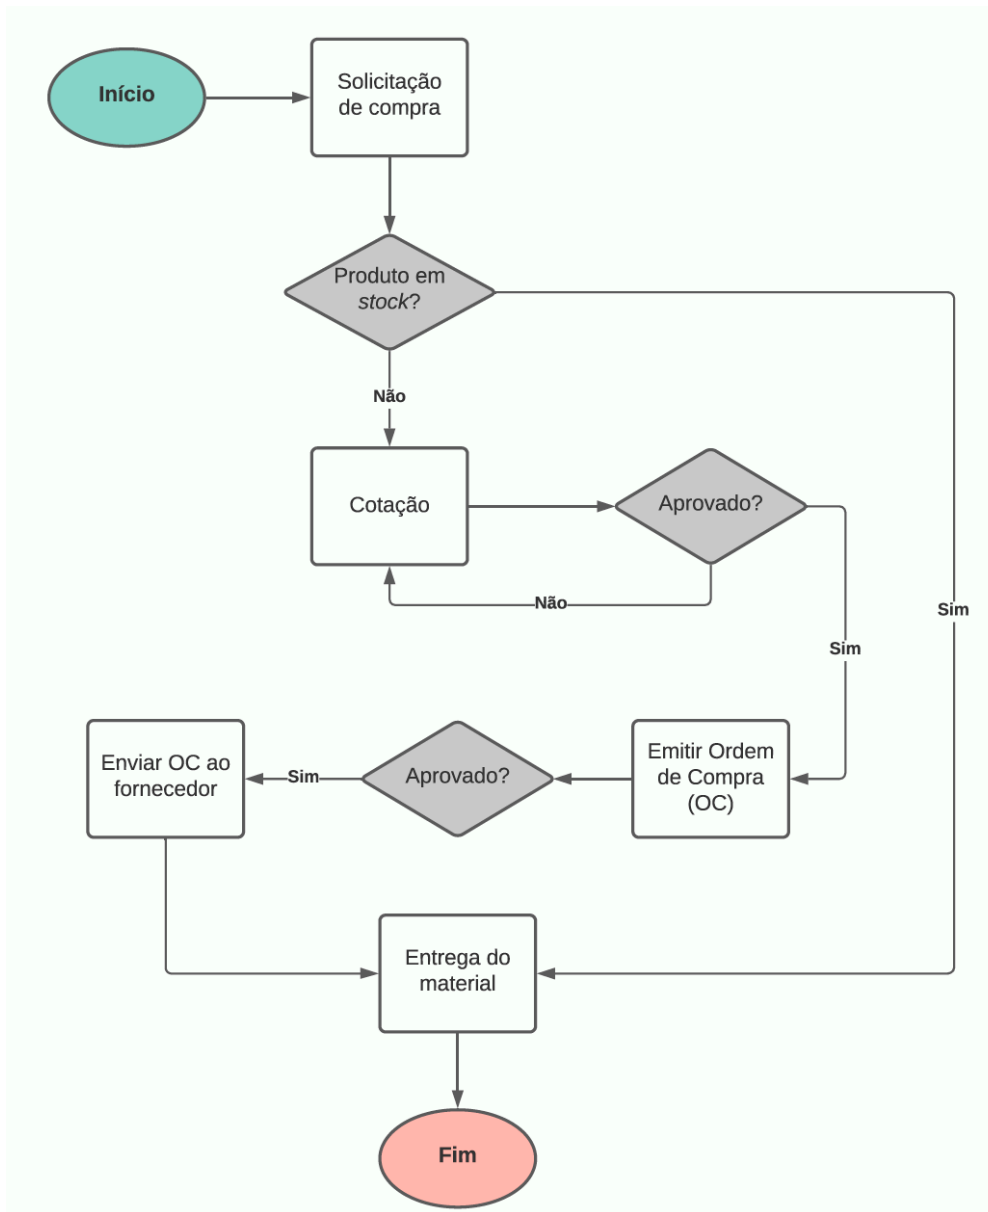 Início
Solicitação
de compra
Produto em
stock?
Não
Cotação
Aprovado?
Não
Sim
Sim
Emitir Ordem
de Compra
(OC)
Aprovado?
Sim
Enviar OC ao
fornecedor
Entrega do
material
Fim